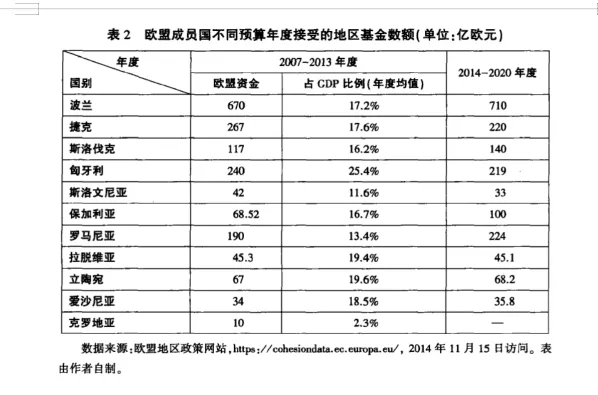 表 2 欧盟成员国不同预算年度接受的地区基金数额(单位:亿欧元)
年度 2007-2013 年度 2014-2020 年度
国别 欧盟资金 占 GDP 比例(年度均值)
波兰 670 17.2% 710
捷克 267 17.6% 220
斯洛伐克 117 16.2% 140
匈牙利 240 25.4% 219
斯洛文尼亚 42 11.6% 33
保加利亚 68.52 16.7% 100
罗马尼亚 190 13.4% 224
拉脱维亚 45.3 19.4% 45.1
立陶宛 67 19.6% 68.2
爱沙尼亚 34 18.5% 35.8
克罗地亚 10 2.3% —
数据来源:欧盟地区政策网站,https://cohesiondata.ec.europa.eu/, 2014 年 11 月 15 日访问。表
由作者自制。